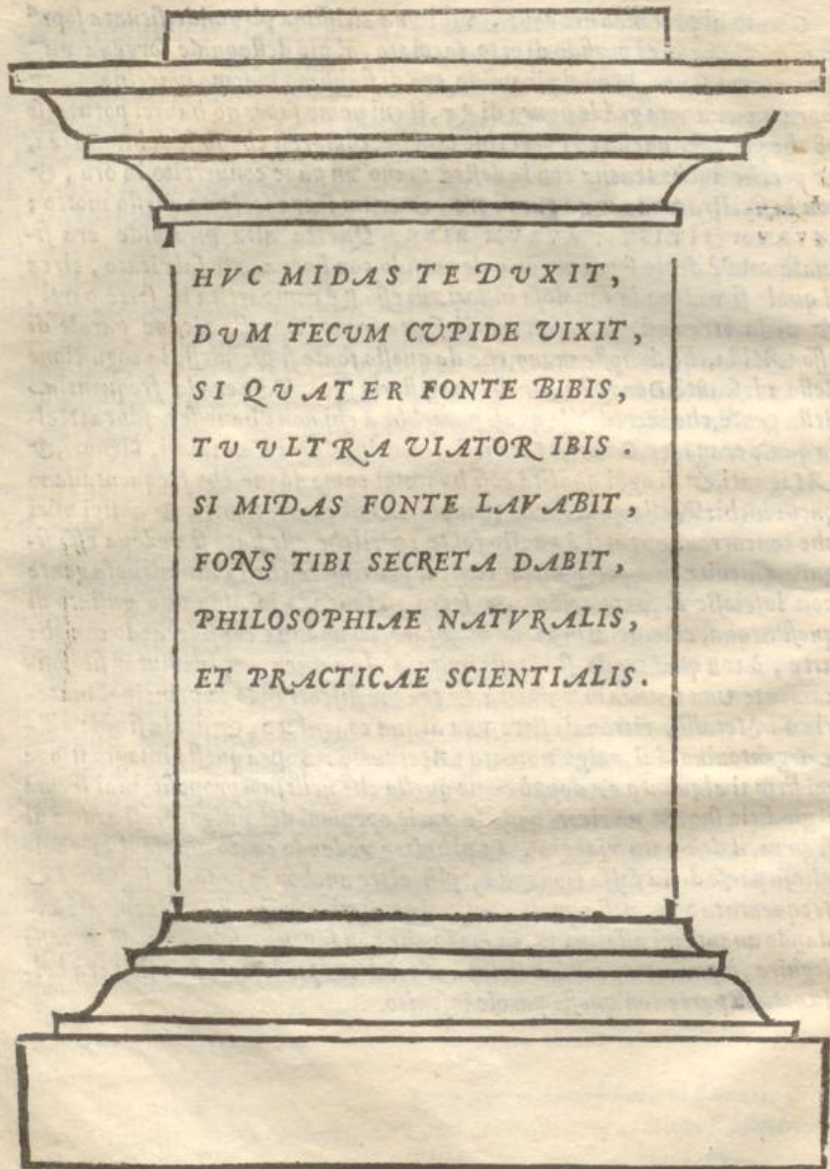 HVC MIDAS TE DVXIT,
DVM TECVM CVPIDE VIXIT,
SI QVATER FONTE BIBIS,
TV VLTRA VIATOR IBIS.
SI MIDAS FONTE LAVABIT,
FONS TIBI SECRETA DABIT,
PHILOSOPHIAE NATVRALIS,
ET PRACTICAE SCIENTIALIS.